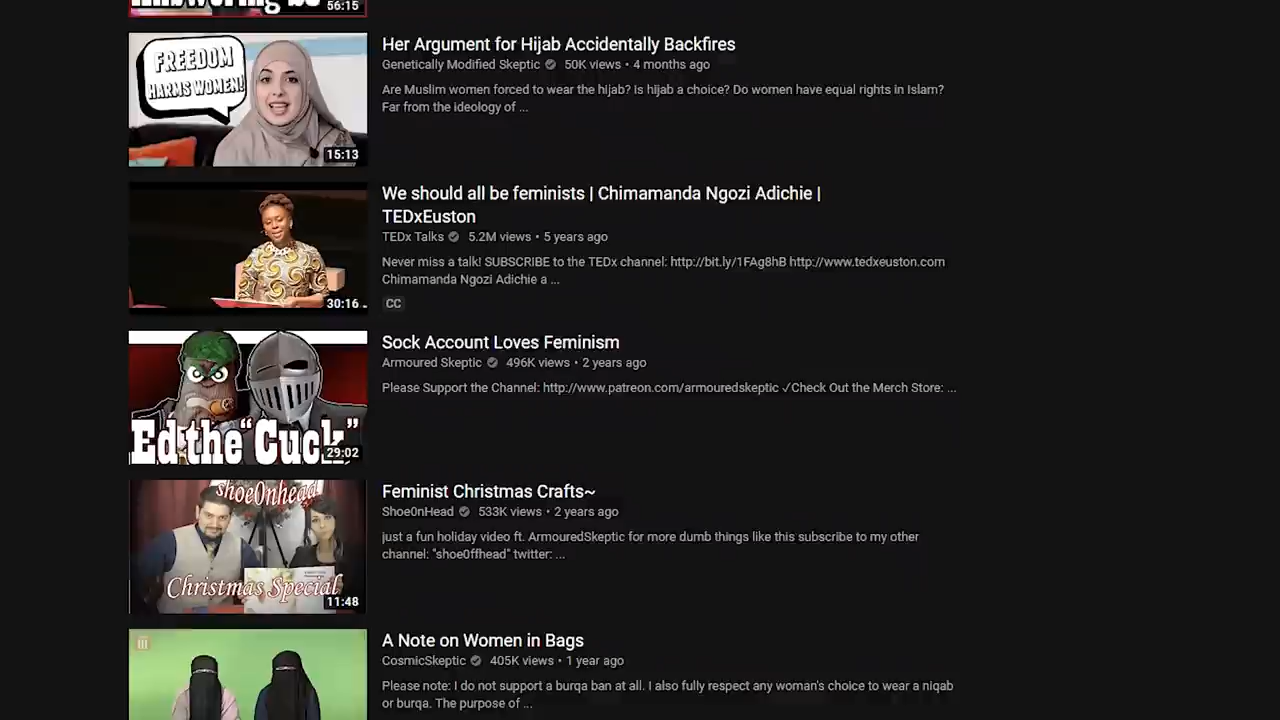 56:15
FREEDOM
HARMS WOMEN!
15:13
Her Argument for Hijab Accidentally Backfires
Genetically Modified Skeptic 50K views • 4 months ago
Are Muslim women forced to wear the hijab? Is hijab a choice? Do women have equal rights in Islam?
Far from the ideology of ...
30:16
We should all be feminists | Chimamanda Ngozi Adichie |
TEDxEuston
TEDx Talks 5.2M views • 5 years ago
Never miss a talk! SUBSCRIBE to the TEDx channel: http://bit.ly/1FAg8hB http://www.tedxeuston.com
Chimamanda Ngozi Adichie a ...
CC
Ed the "Cuck"
29:02
Sock Account Loves Feminism
Armoured Skeptic 496K views • 2 years ago
Please Support the Channel: http://www.patreon.com/armouredskeptic ✓Check Out the Merch Store: ...
shoe0nhead
Christmas Special
11:48
Feminist Christmas Crafts~
Shoe0nHead 533K views • 2 years ago
just a fun holiday video ft. ArmouredSkeptic for more dumb things like this subscribe to my other
channel: "shoe0ffhead" twitter: ...
A Note on Women in Bags
CosmicSkeptic 405K views • 1 year ago
Please note: I do not support a burqa ban at all. I also fully respect any woman's choice to wear a niqab
or burqa. The purpose of ...